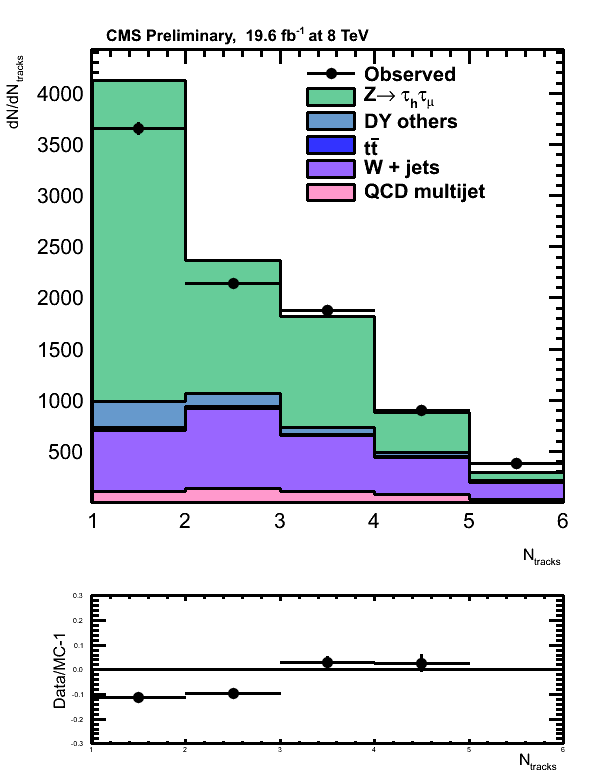 CMS Preliminary, 19.6 fb⁻¹ at 8 TeV
dN/dN_tracks
4000
3500
3000
2500
2000
1500
1000
500
Observed
Z→ τ_h τ_μ
DY others
tt̄
W + jets
QCD multijet
1 2 3 4 5 6
N_tracks
Data/MC-1
0.3
0.2
0.1
0.0
-0.1
-0.2
-0.3
1 2 3 4 5 6
N_tracks